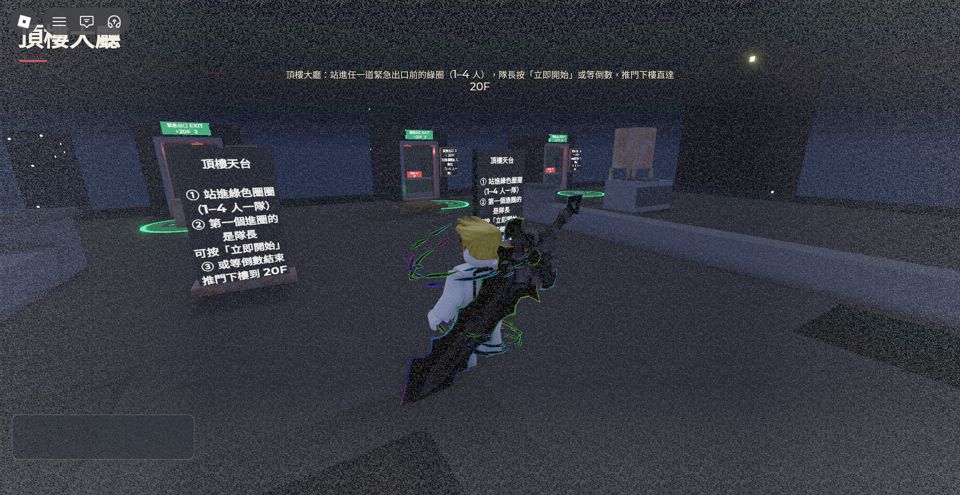 頂樓大廳
頂樓大廳：站進任一道緊急出口前的綠圈（1–4 人），隊長按「立即開始」或等倒數，推門下樓直達
20F
緊急出口 EXIT
頂樓天台
① 站進綠色圈圈
（1–4 人一隊）
② 第一個進圈的
是隊長
可按「立即開始」
③ 或等倒數結束
推門下樓到 20F
頂樓天台
① 站進綠色圈圈
（1–4 人一隊）
② 第一個進圈的
是隊長